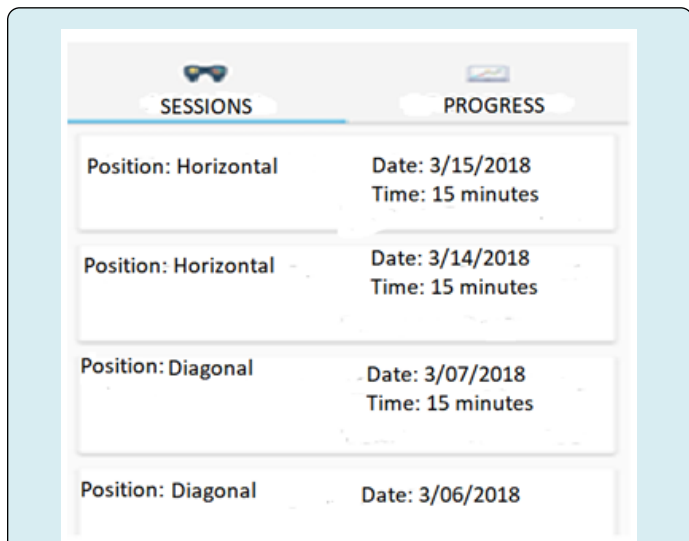 SESSIONS PROGRESS
Position: Horizontal Date: 3/15/2018
Time: 15 minutes
Position: Horizontal Date: 3/14/2018
Time: 15 minutes
Position: Diagonal Date: 3/07/2018
Time: 15 minutes
Position: Diagonal Date: 3/06/2018